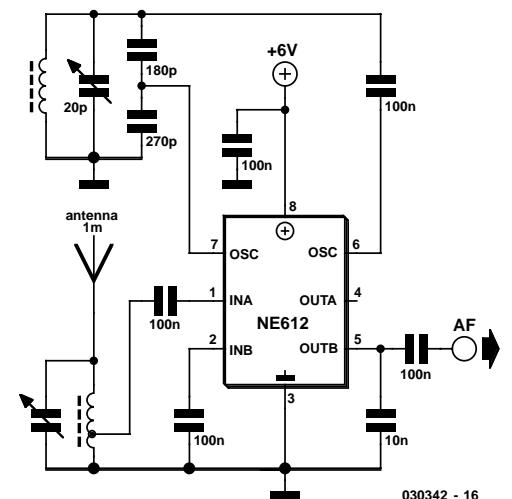 180p
+6V
20p
100n
270p
100n
antenna
1m
8
7
OSC
OSC
6
1
INA
OUTA
4
NE612
AF
100n
2
INB
OUTB
5
100n
3
100n
10n
030342 - 16